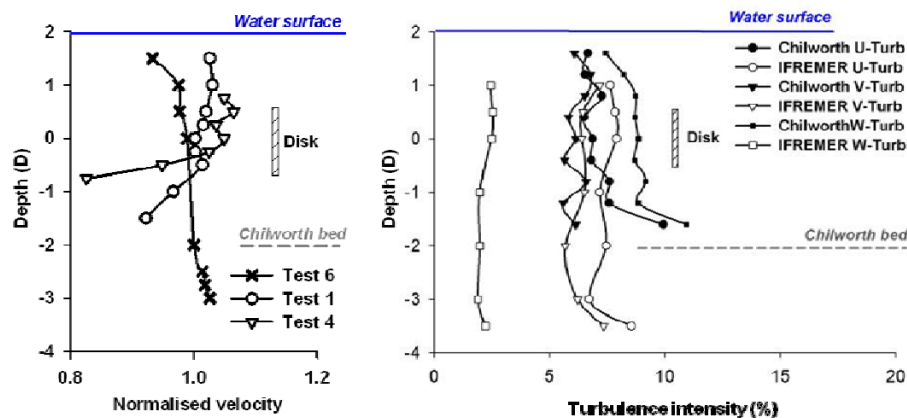 Water surface
2
1
0
-1
-2
-3
-4
Depth (D)
Disk
Chilworth bed
Test 6
Test 1
Test 4
0.8
1.0
1.2
Normalised velocity
Water surface
2
1
0
-1
-2
-3
-4
Depth (D)
Chilworth U-Turb
IFREMER U-Turb
Chilworth V-Turb
IFREMER V-Turb
ChilworthW-Turb
IFREMER W-Turb
Disk
Chilworth bed
0
5
10
15
20
Turbulence intensity (%)